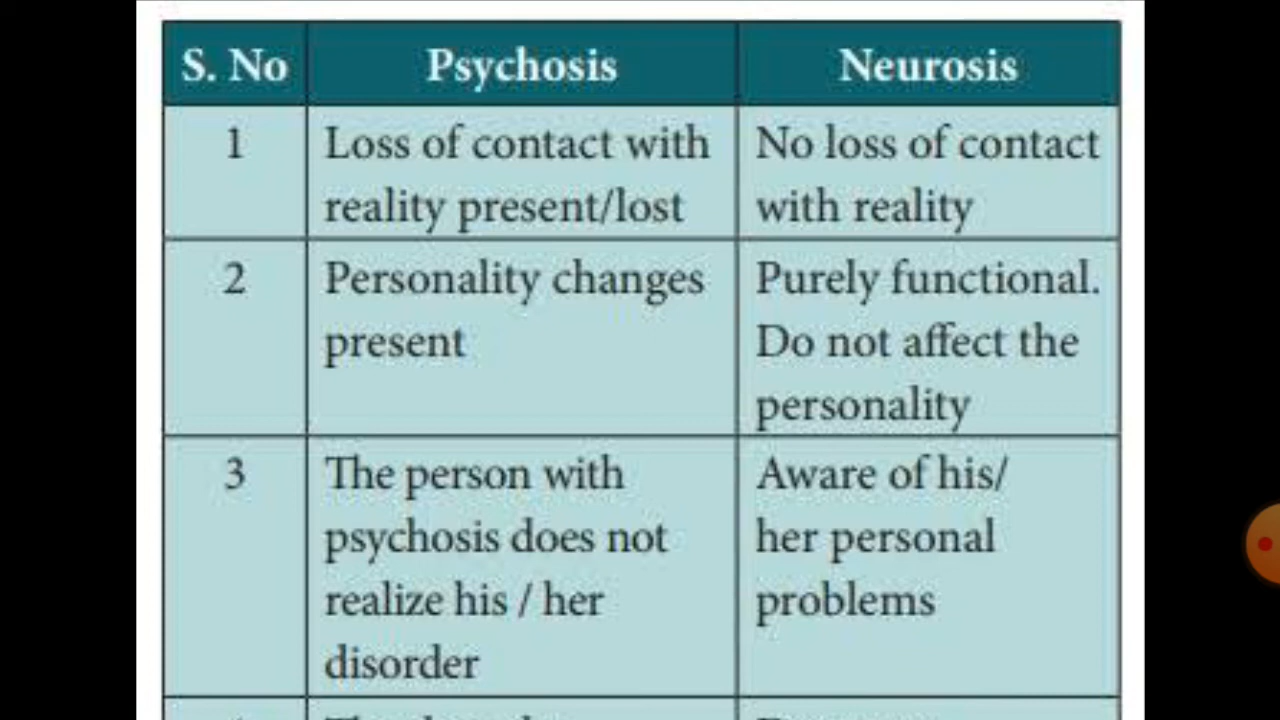 S. No Psychosis Neurosis
1 Loss of contact with No loss of contact
reality present/lost with reality
2 Personality changes Purely functional.
present Do not affect the
personality
3 The person with Aware of his/
psychosis does not her personal
realize his / her problems
disorder